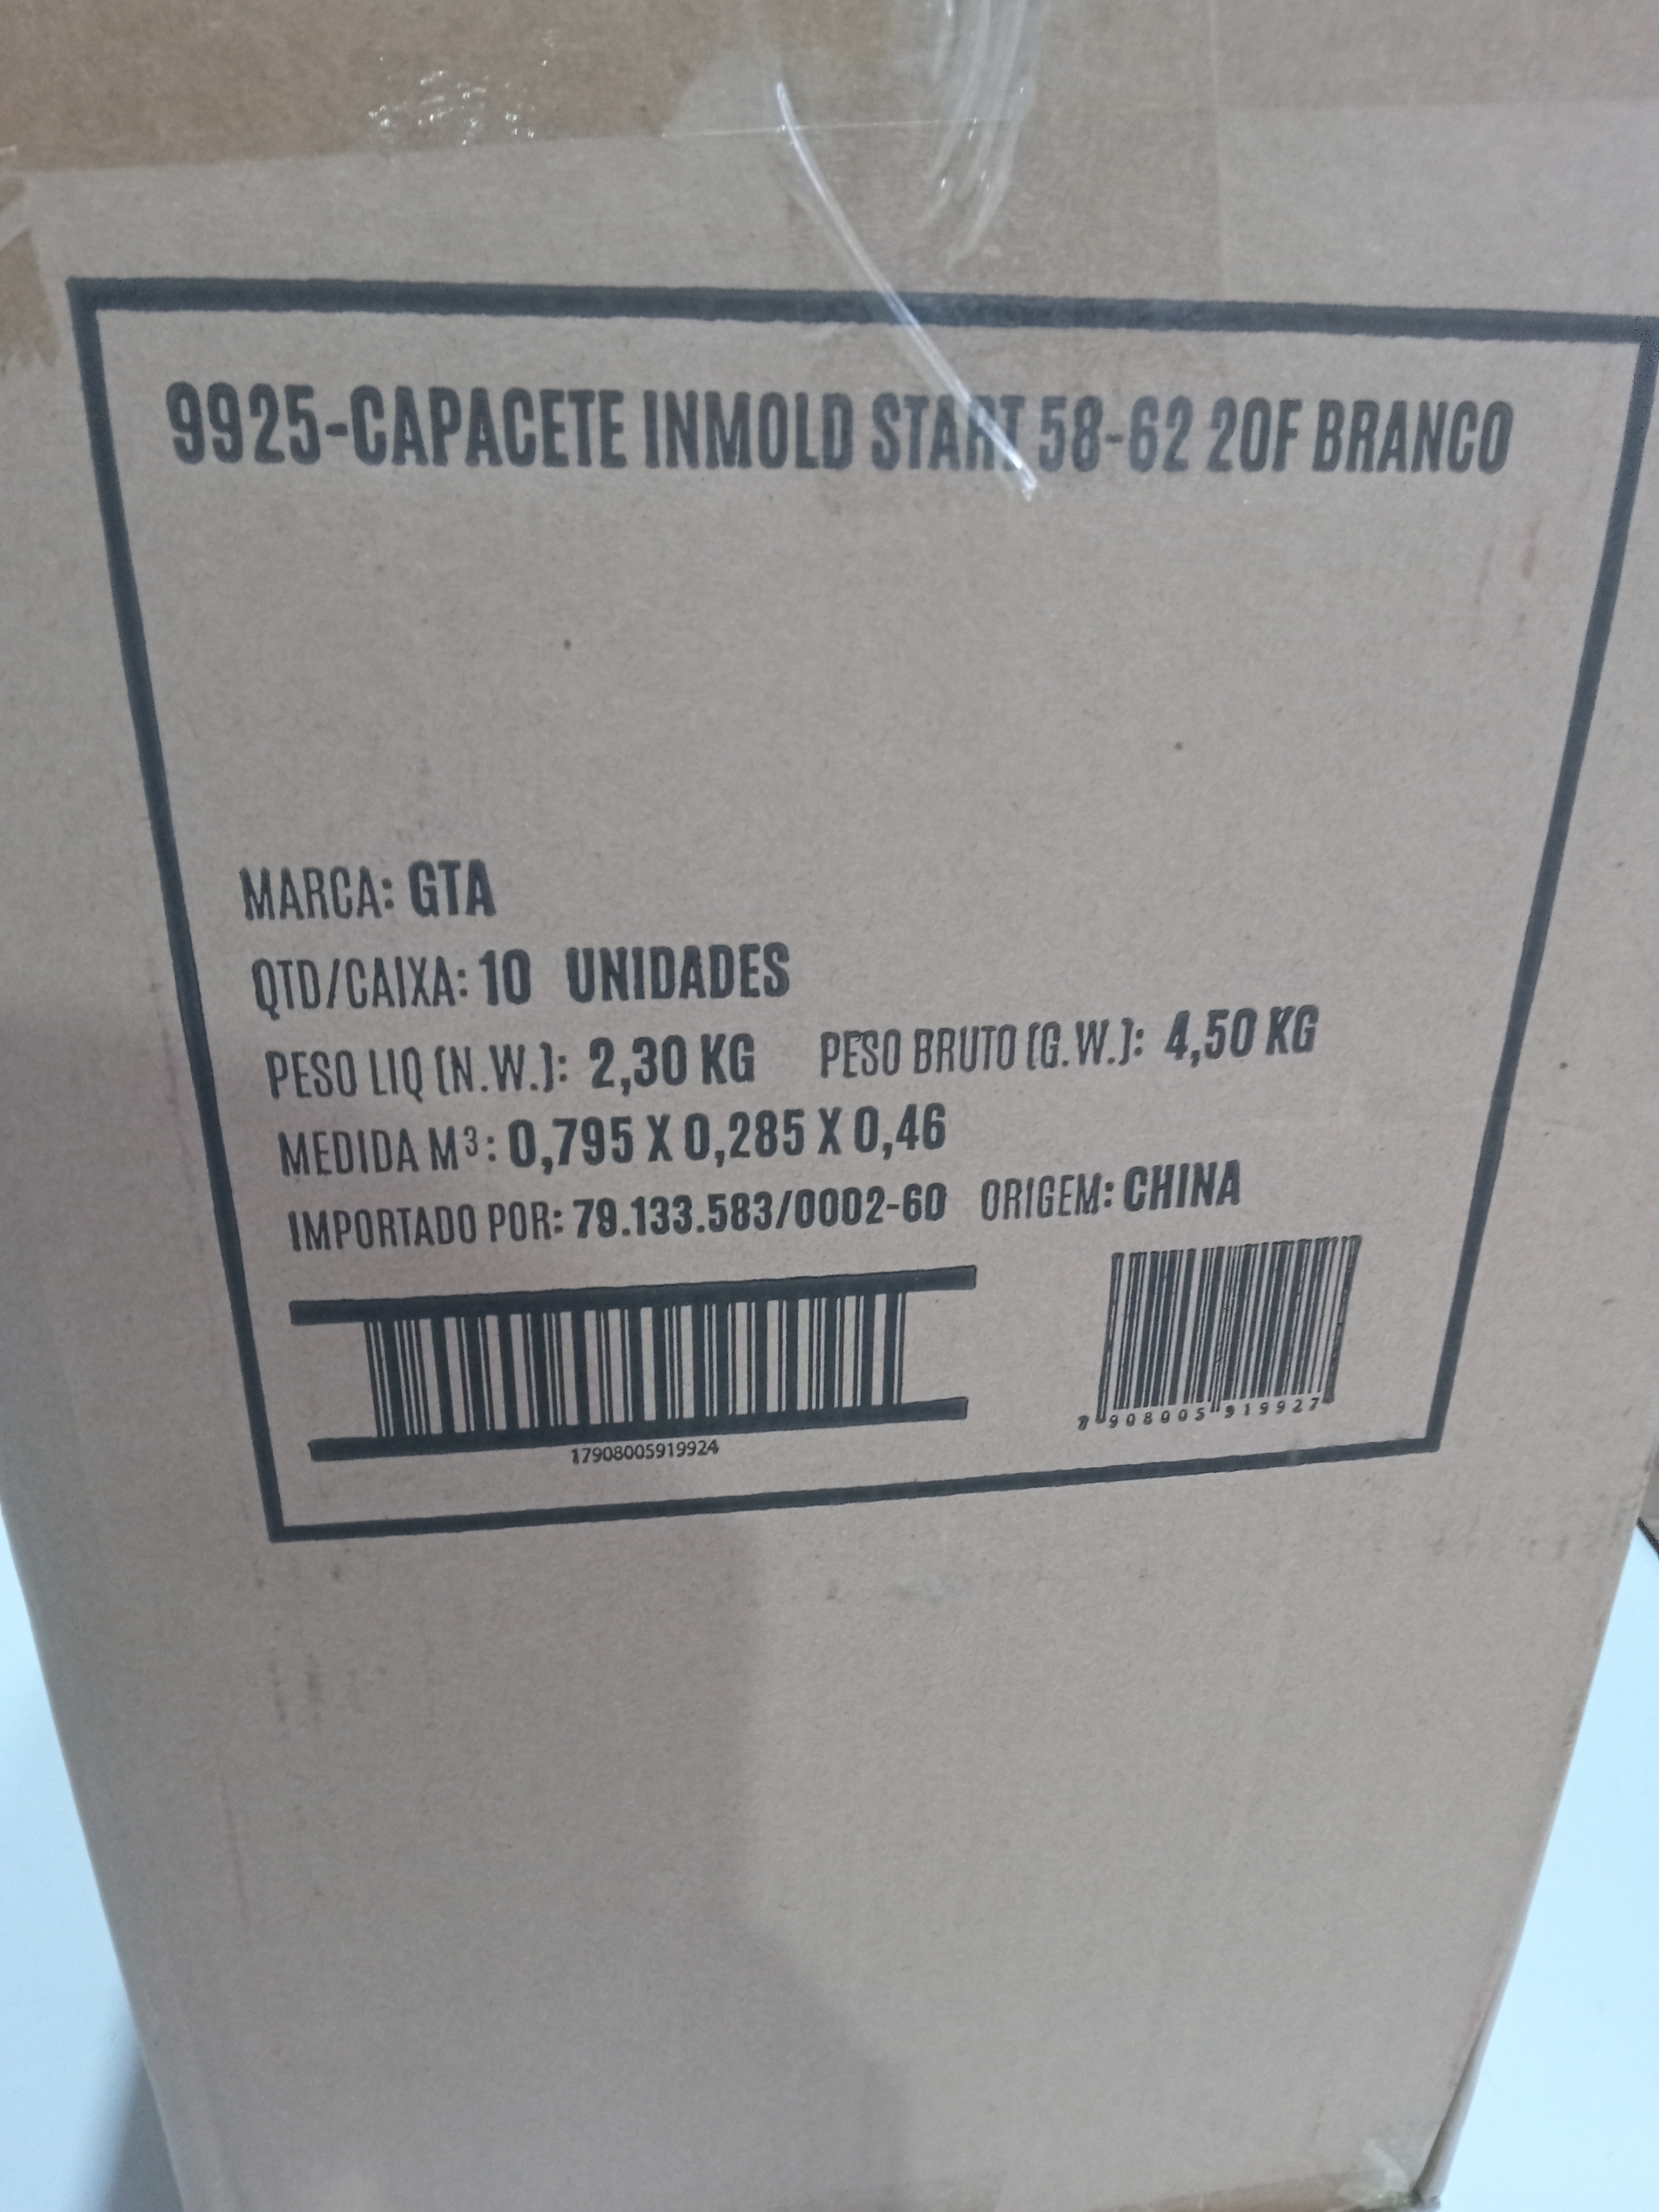 9925-CAPACETE INMOLD START 58-62 20F BRANCO
MARCA: GTA
QTD/CAIXA: 10 UNIDADES
PESO LIQ (N.W.): 2,30 KG PESO BRUTO (G.W.): 4,50 KG
MEDIDA M³: 0,795 X 0,285 X 0,46
IMPORTADO POR: 79.133.583/0002-60 ORIGEM: CHINA
17908005919924
7 908005 919927